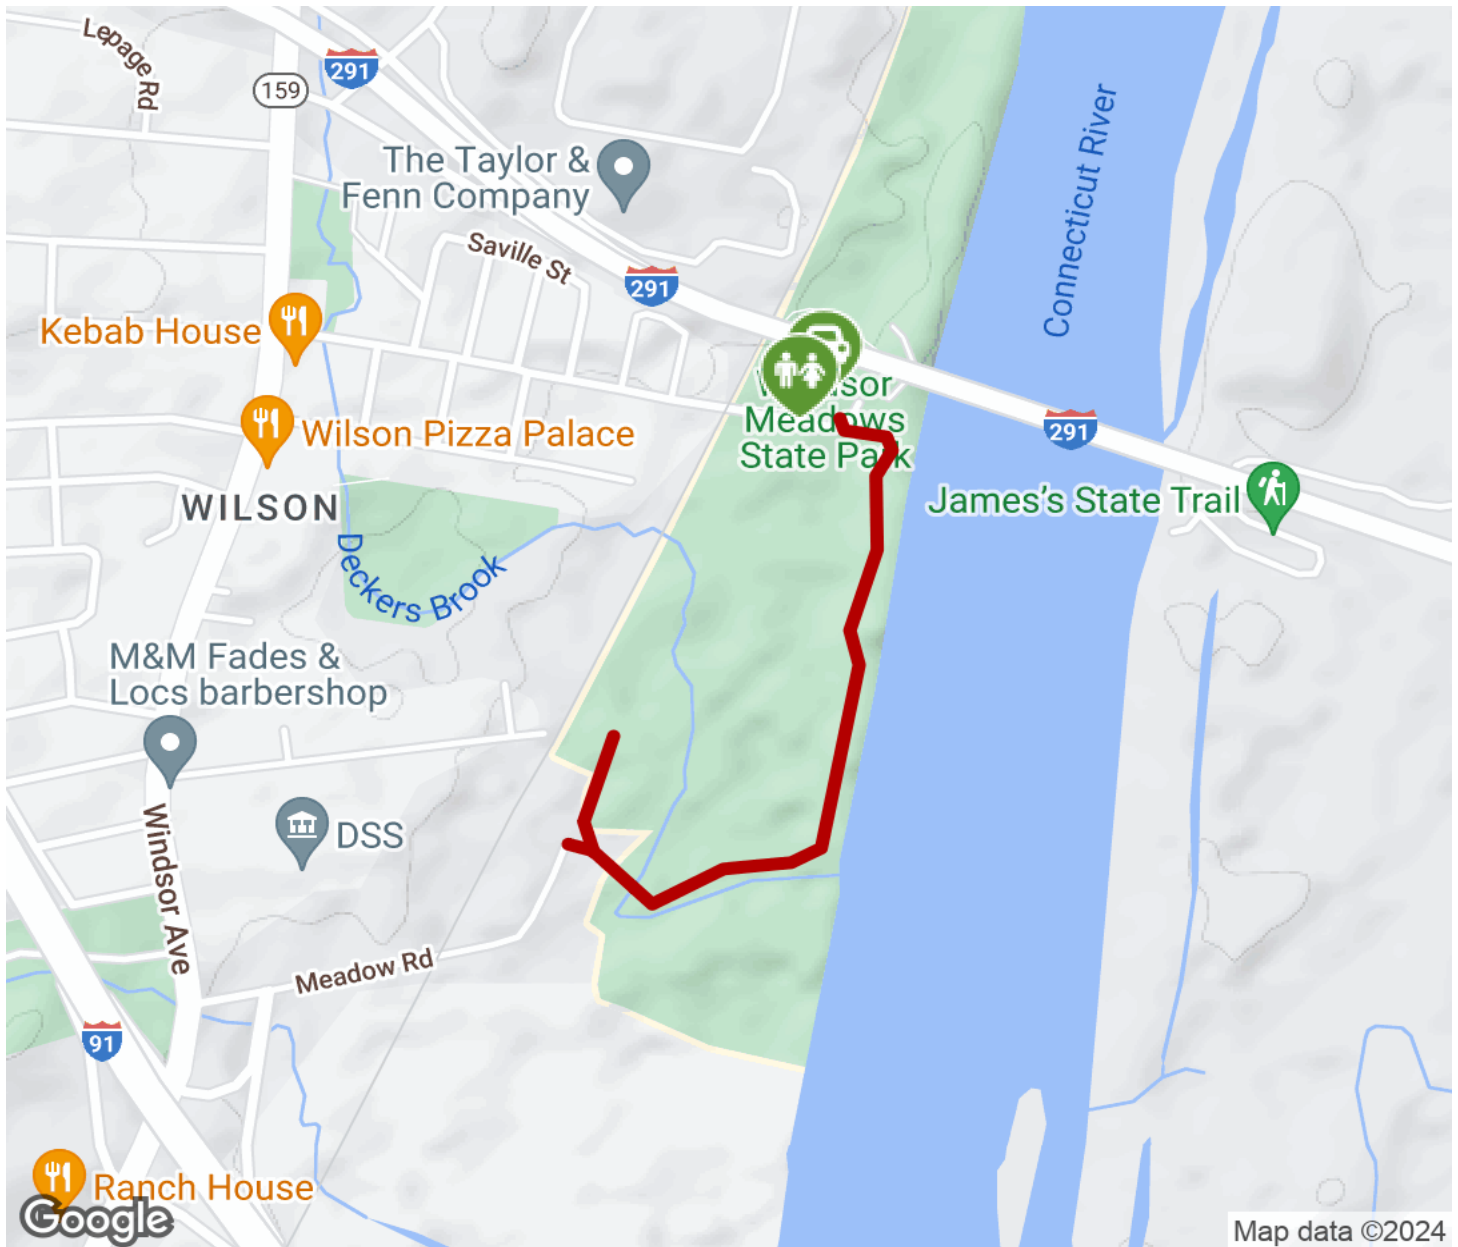 Lepage Rd
291
159
The Taylor &
Fenn Company
Connecticut River
Saville St
291
Kebab House
Meadows
State Park
291
Wilson Pizza Palace
James's State Trail
WILSON
Deckers Brook
M&M Fades &
Locs barbershop
DSS
Windsor Ave
Meadow Rd
91
Ranch House
Google
Map data ©2024